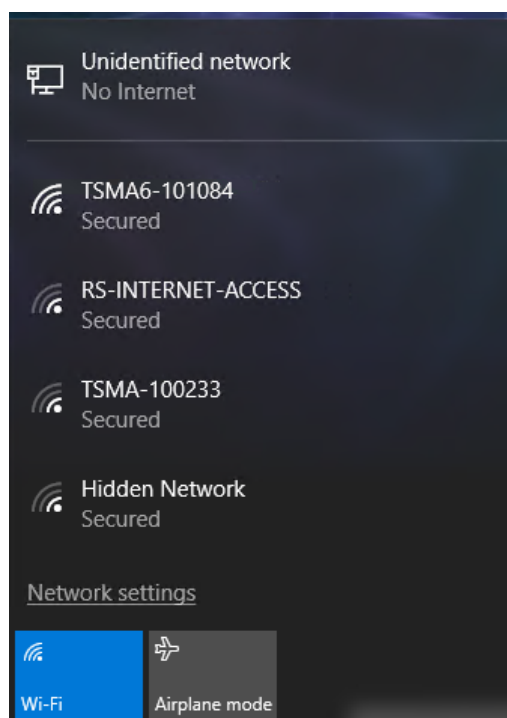 Unidentified network
No Internet
TSMA6-101084
Secured
RS-INTERNET-ACCESS
Secured
TSMA-100233
Secured
Hidden Network
Secured
Network settings
Wi-Fi
Airplane mode